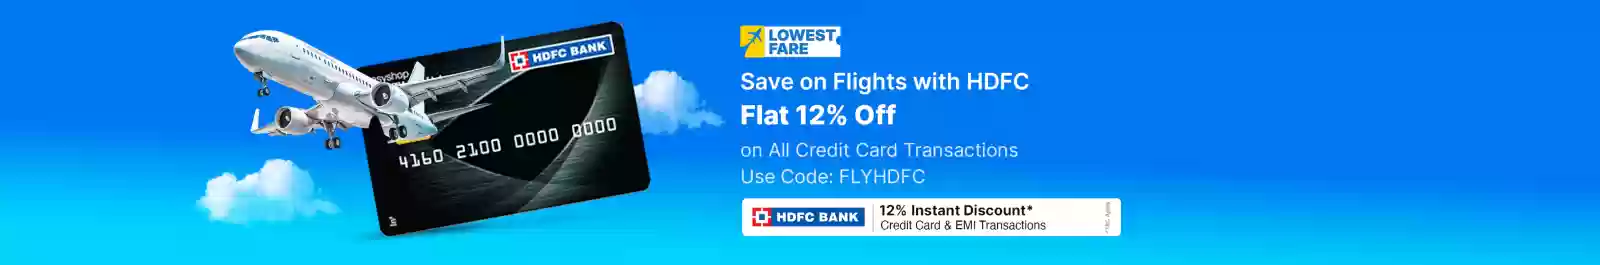 HDFC BANK
4160 2100 0000 0000
LOWEST
FARE
Save on Flights with HDFC
Flat 12% Off
on All Credit Card Transactions
Use Code: FLYHDFC
HDFC BANK
12% Instant Discount*
Credit Card & EMI Transactions